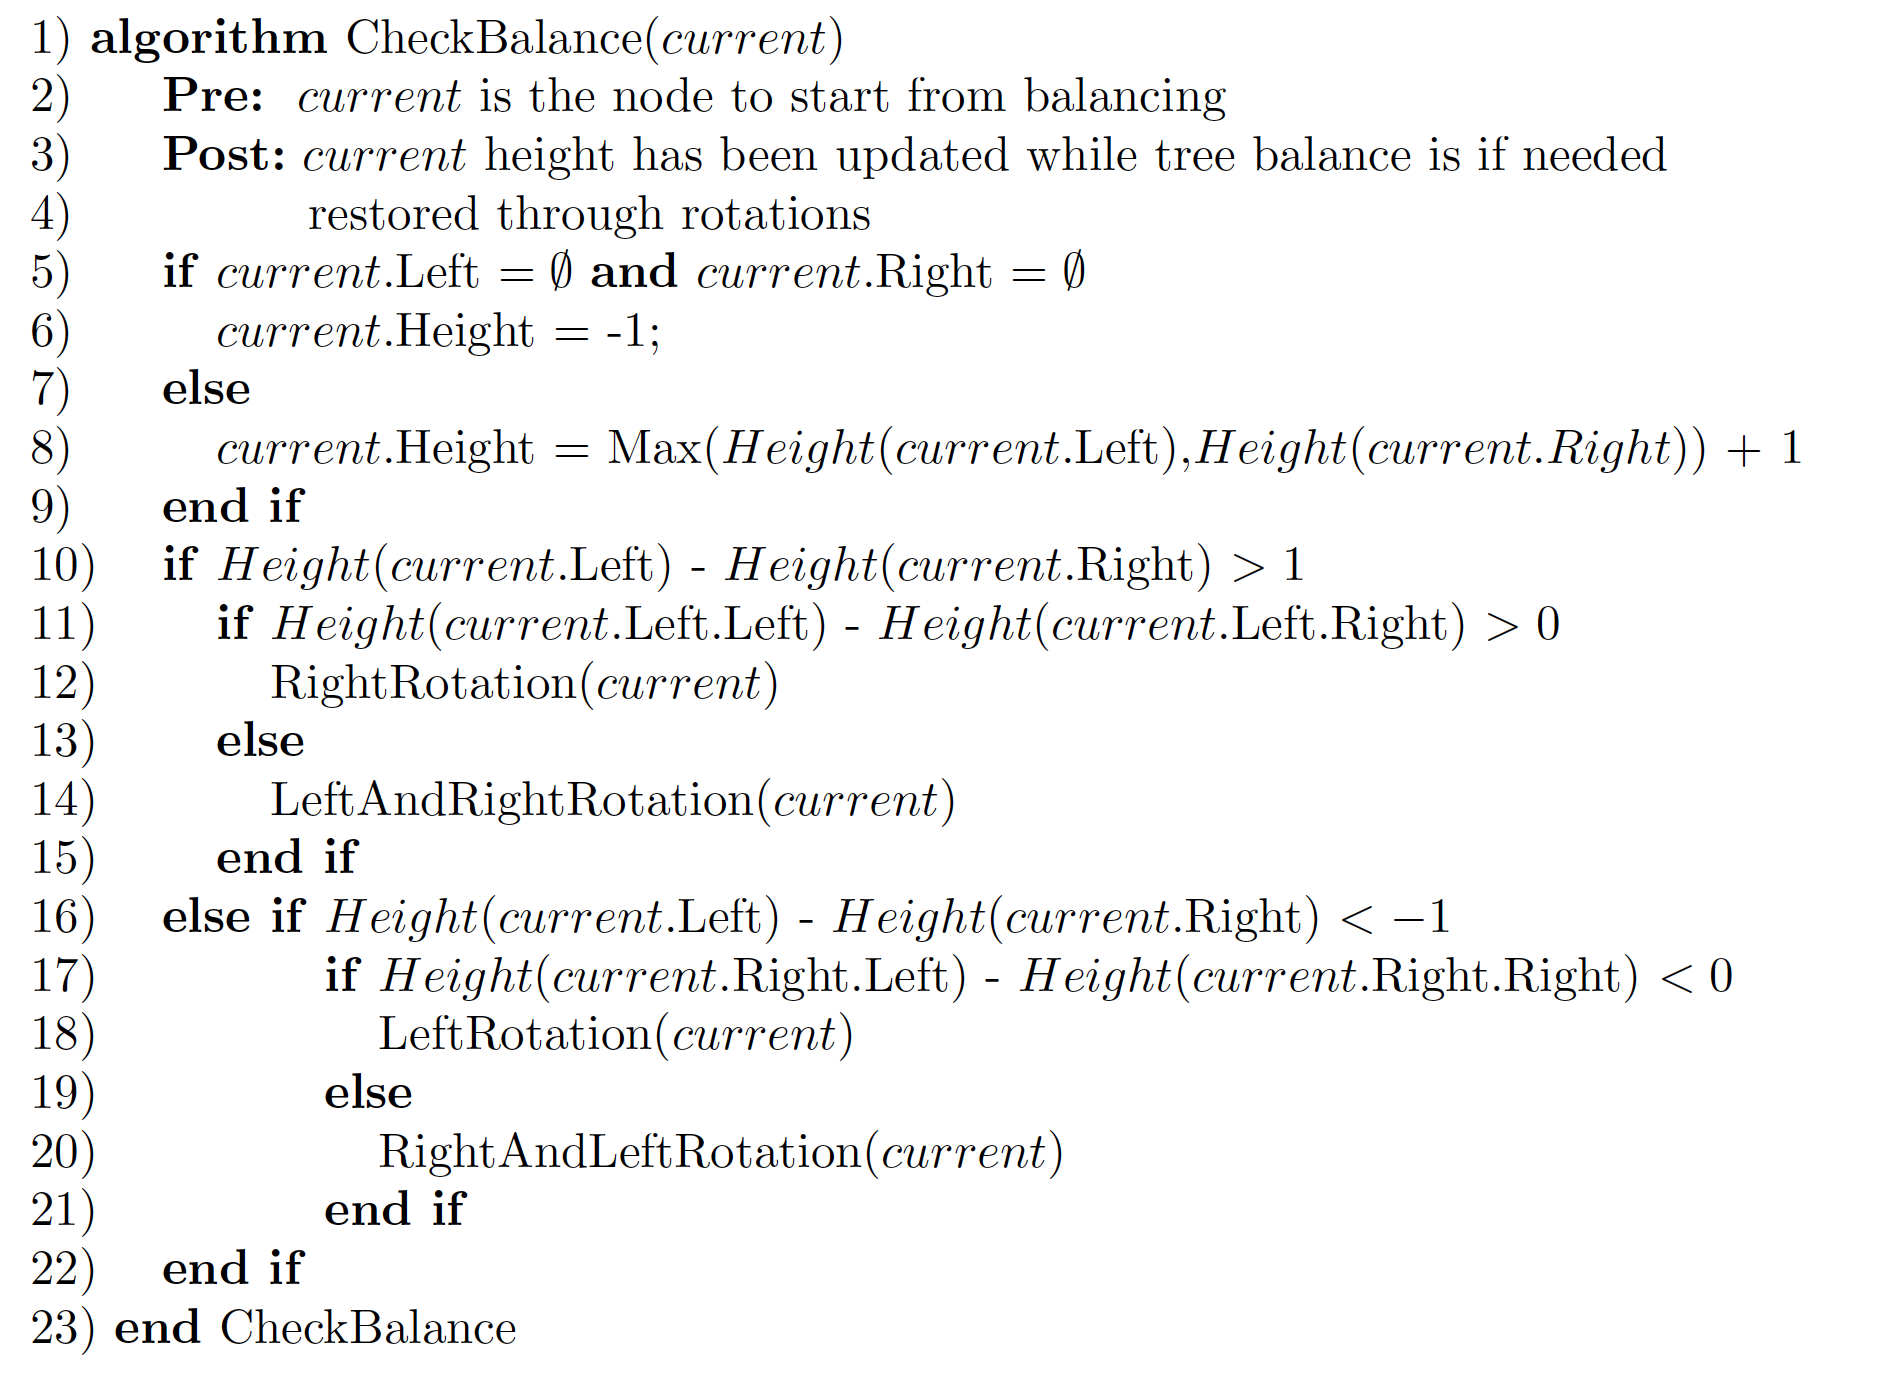 1) algorithm CheckBalance(current)
2) Pre: current is the node to start from balancing
3) Post: current height has been updated while tree balance is if needed
4) restored through rotations
5) if current.Left = ∅ and current.Right = ∅
6) current.Height = -1;
7) else
8) current.Height = Max(Height(current.Left),Height(current.Right)) + 1
9) end if
10) if Height(current.Left) - Height(current.Right) > 1
11) if Height(current.Left.Left) - Height(current.Left.Right) > 0
12) RightRotation(current)
13) else
14) LeftAndRightRotation(current)
15) end if
16) else if Height(current.Left) - Height(current.Right) < −1
17) if Height(current.Right.Left) - Height(current.Right.Right) < 0
18) LeftRotation(current)
19) else
20) RightAndLeftRotation(current)
21) end if
22) end if
23) end CheckBalance